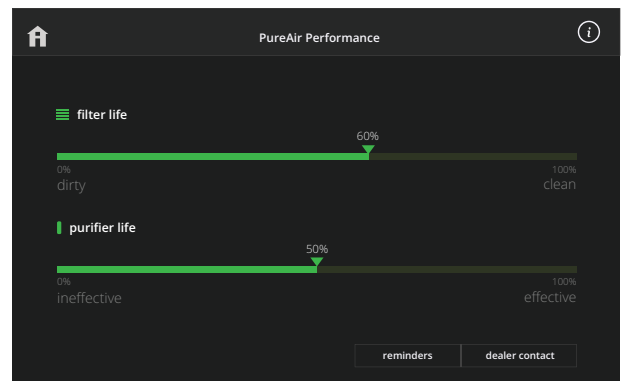 PureAir Performance
i
filter life
60%
0% 100%
dirty clean
purifier life
50%
0% 100%
ineffective effective
reminders dealer contact